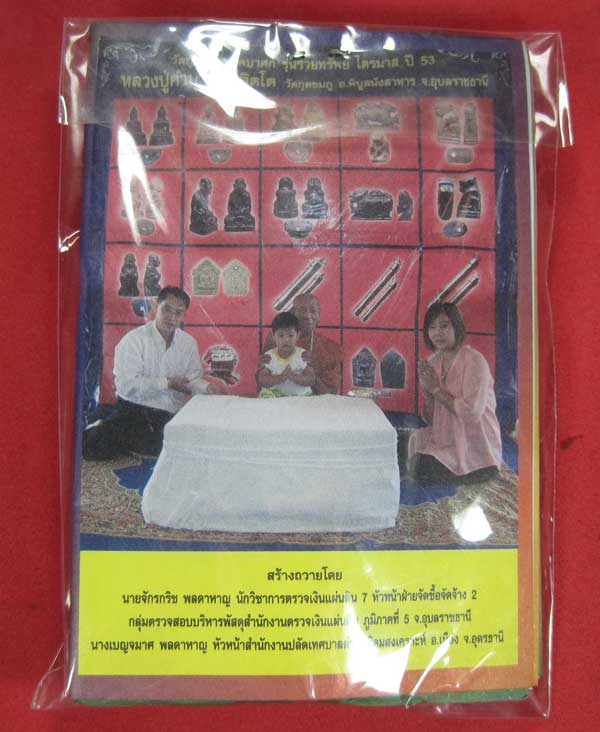 รุ่นรวยทรัพย์ ไตรมาส ปี 53
วัดกุดชมภู อ.พิบูลมังสาหาร จ.อุบลราชธานี
สร้างถวายโดย
นายจักรกริช พลดาหาญ นักวิชาการตรวจเงินแผ่นดิน 7 หัวหน้าฝ่ายจัดซื้อจัดจ้าง 2
กลุ่มตรวจสอบบริหารพัสดุสำนักงานตรวจเงินแผ่นดิน ภูมิภาคที่ 5 จ.อุบลราชธานี
นางเบญจมาศ พลดาหาญ หัวหน้าสำนักงานปลัดเทศบาล อ.เมือง จ.อุดรธานี